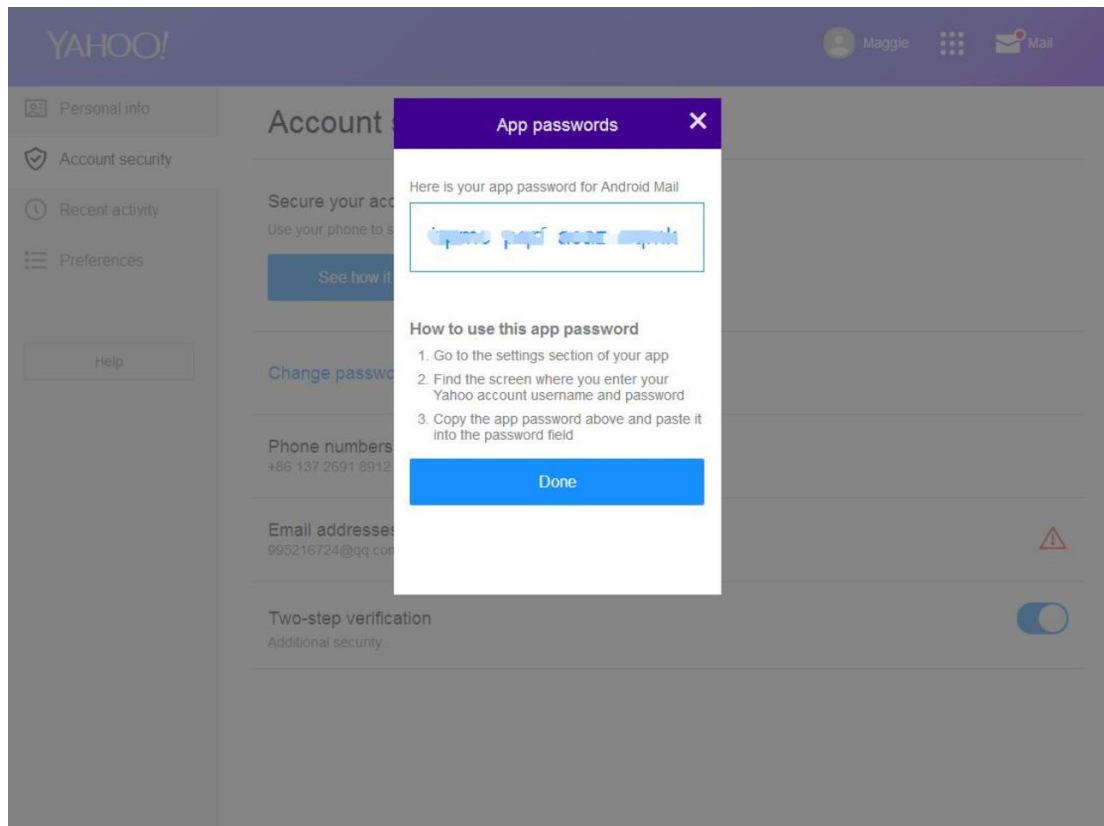 YAHOO!
Maggie
Mail
Personal info
Account security
Recent activity
Preferences
Help
Account
Secure your acc
Use your phone to s
See how it
Change passwo
Phone numbers
+86 137 2691 8912
Email addresses
995216724@qq.com
Two-step verification
Additional security
App passwords
Here is your app password for Android Mail
How to use this app password
1. Go to the settings section of your app
2. Find the screen where you enter your
Yahoo account username and password
3. Copy the app password above and paste it
into the password field
Done